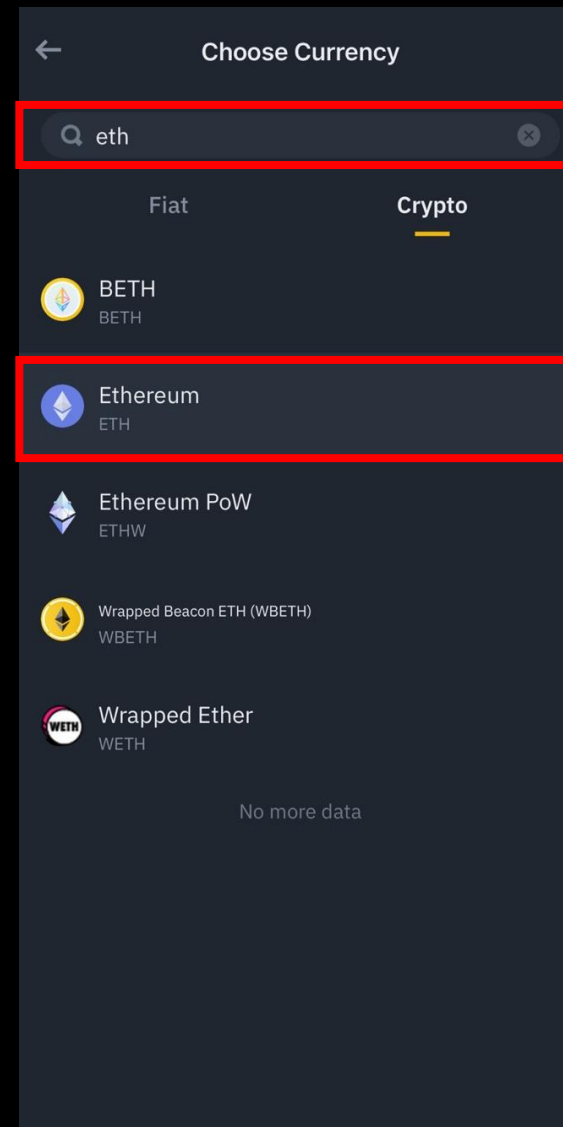 Choose Currency
eth
Fiat Crypto
BETH
BETH
Ethereum
ETH
Ethereum PoW
ETHW
Wrapped Beacon ETH (WBETH)
WBETH
WETH
Wrapped Ether
WETH
No more data